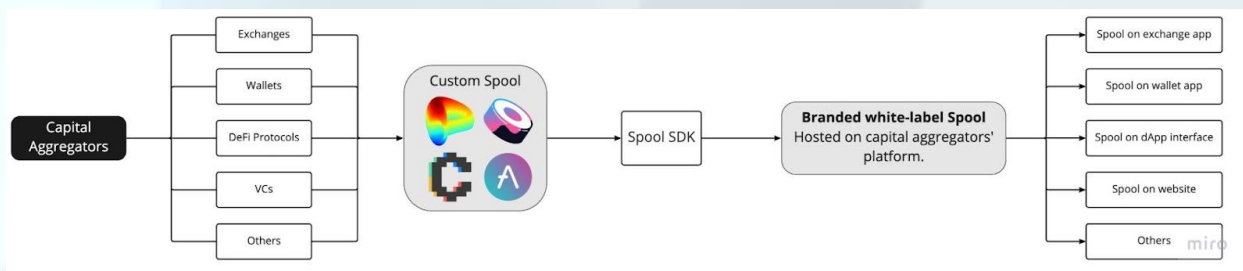 Capital
Aggregators
Exchanges
Wallets
DeFi Protocols
VCs
Others
Custom Spool
Spool SDK
Branded white-label Spool
Hosted on capital aggregators'
platform.
Spool on exchange app
Spool on wallet app
Spool on dApp interface
Spool on website
Others
miro